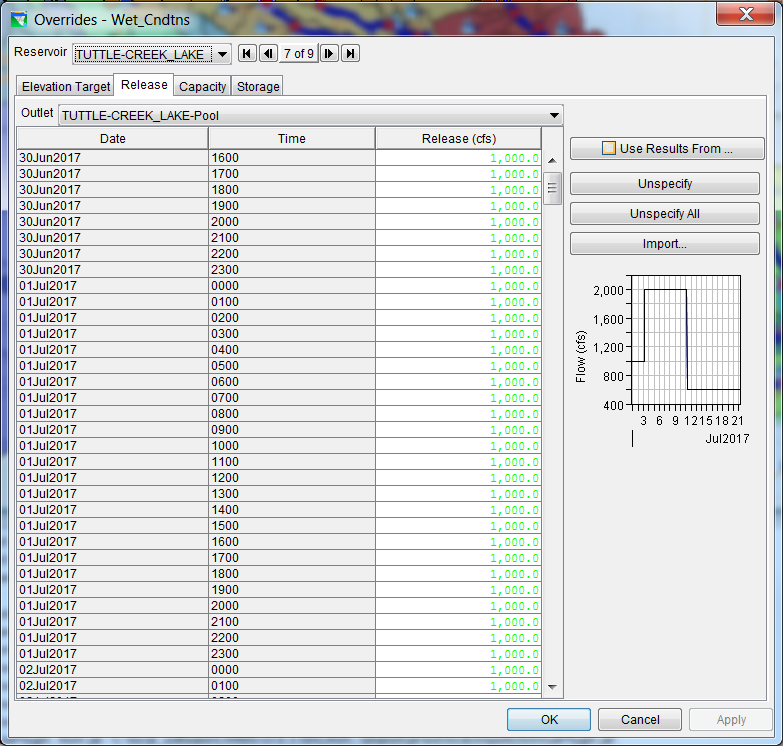 Overrides - Wet_Cndtns
Reservoir TUTTLE-CREEK_LAKE 7 of 9
Elevation Target Release Capacity Storage
Outlet TUTTLE-CREEK_LAKE-Pool
Date Time Release (cfs)
30Jun2017 1600 1,000.0
30Jun2017 1700 1,000.0
30Jun2017 1800 1,000.0
30Jun2017 1900 1,000.0
30Jun2017 2000 1,000.0
30Jun2017 2100 1,000.0
30Jun2017 2200 1,000.0
30Jun2017 2300 1,000.0
01Jul2017 0000 1,000.0
01Jul2017 0100 1,000.0
01Jul2017 0200 1,000.0
01Jul2017 0300 1,000.0
01Jul2017 0400 1,000.0
01Jul2017 0500 1,000.0
01Jul2017 0600 1,000.0
01Jul2017 0700 1,000.0
01Jul2017 0800 1,000.0
01Jul2017 0900 1,000.0
01Jul2017 1000 1,000.0
01Jul2017 1100 1,000.0
01Jul2017 1200 1,000.0
01Jul2017 1300 1,000.0
01Jul2017 1400 1,000.0
01Jul2017 1500 1,000.0
01Jul2017 1600 1,000.0
01Jul2017 1700 1,000.0
01Jul2017 1800 1,000.0
01Jul2017 1900 1,000.0
01Jul2017 2000 1,000.0
01Jul2017 2100 1,000.0
01Jul2017 2200 1,000.0
01Jul2017 2300 1,000.0
02Jul2017 0000 1,000.0
02Jul2017 0100 1,000.0
Use Results From ...
Unspecify
Unspecify All
Import...
Flow (cfs)
2,000
1,600
1,200
800
400
3 6 9 12 15 18 21
Jul2017
OK Cancel Apply